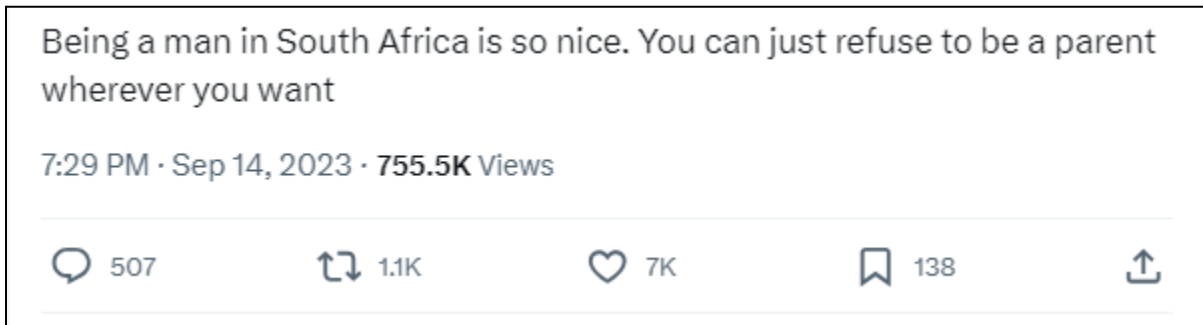 Being a man in South Africa is so nice. You can just refuse to be a parent
wherever you want
7:29 PM · Sep 14, 2023 · 755.5K Views
507 1.1K 7K 138